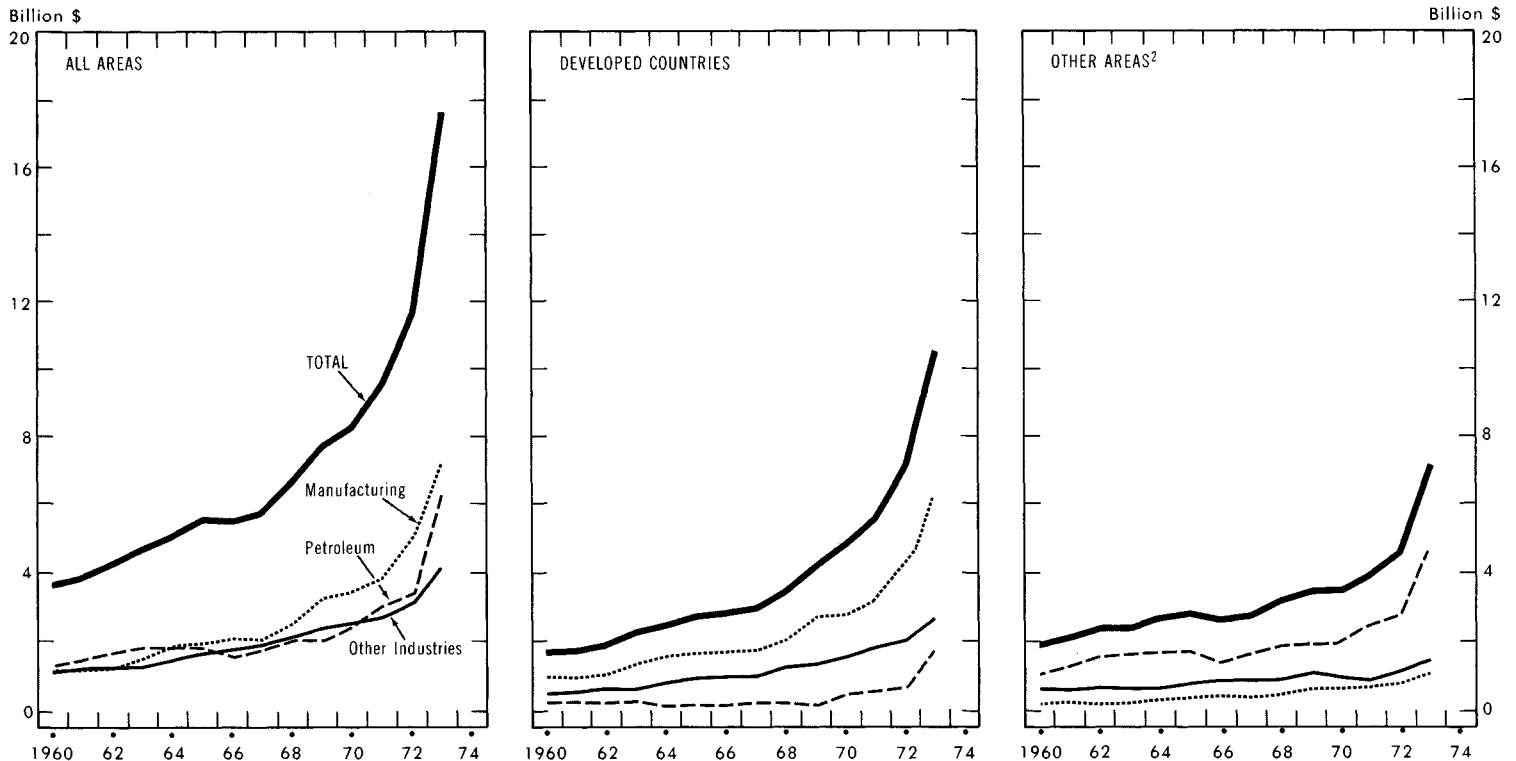 Billion $
Billion $
20
16
12
8
4
0
ALL AREAS
TOTAL
Manufacturing
Petroleum
Other Industries
1960 62 64 66 68 70 72 74
DEVELOPED COUNTRIES
1960 62 64 66 68 70 72 74
OTHER AREAS²
20
16
12
8
4
0
1960 62 64 66 68 70 72 74